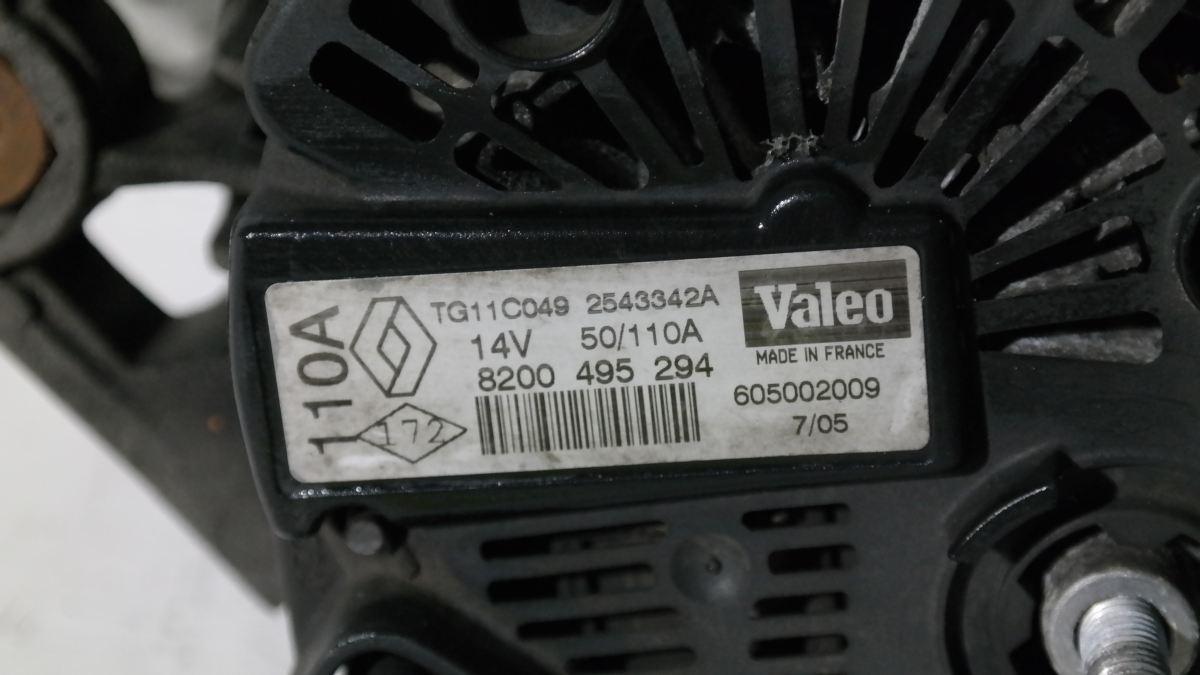 110A
TG11C049 2543342A
14V 50/110A
8200 495 294
172
Valeo
MADE IN FRANCE
605002009
7/05